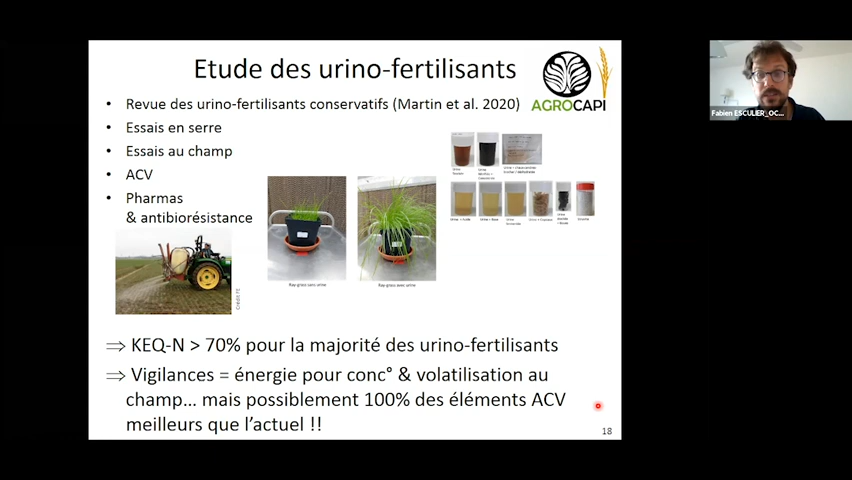 Etude des urino-fertilisants
AGROCAPI
• Revue des urino-fertilisants conservatifs (Martin et al. 2020)
• Essais en serre
• Essais au champ
• ACV
• Pharmas
& antibiorésistance
Ray-grass sans urine
Ray-grass avec urine
⇒ KEQ-N > 70% pour la majorité des urino-fertilisants
⇒ Vigilances = énergie pour conc° & volatilisation au
champ… mais possiblement 100% des éléments ACV
meilleurs que l'actuel !!
18
Fabien ESCULIER_OC...